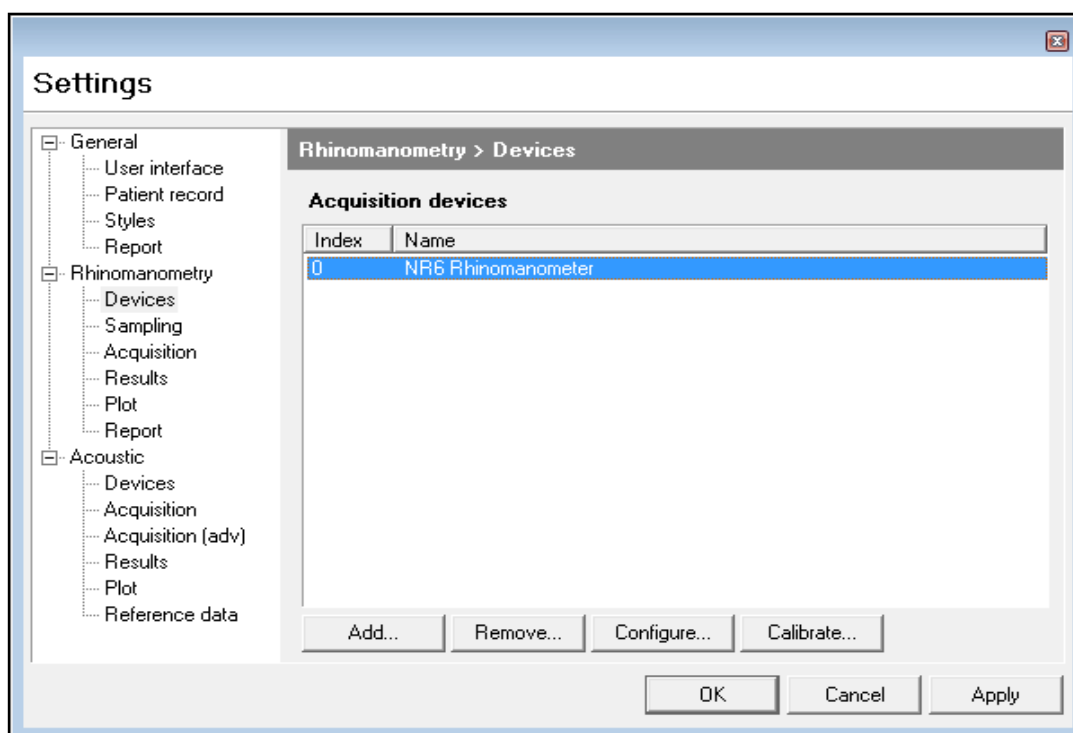 Settings
General
User interface
Patient record
Styles
Report
Rhinomanometry
Devices
Sampling
Acquisition
Results
Plot
Report
Acoustic
Devices
Acquisition
Acquisition (adv)
Results
Plot
Reference data
Rhinomanometry > Devices
Acquisition devices
Index Name
0 NR6 Rhinomanometer
Add... Remove... Configure... Calibrate...
OK Cancel Apply